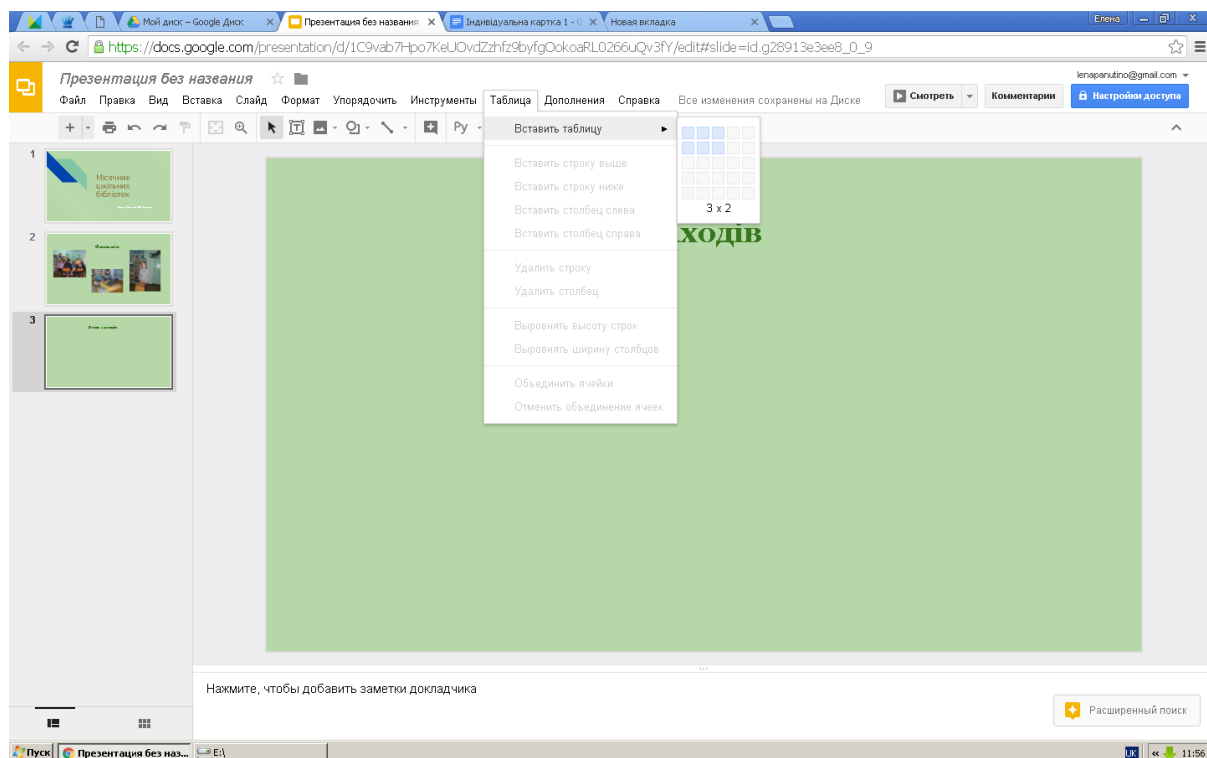 Мой диск – Google Диск
Презентация без названия
Індивідуальна картка 1 - G
Новая вкладка
Елена
https://docs.google.com/presentation/d/1C9vab7Hpo7KeUOvdZzhfz9byfgOokoaRL0266uQv3fY/edit#slide=id.g28913e3ee8_0_9
Презентация без названия
lenapanutino@gmail.com
Файл Правка Вид Вставка Слайд Формат Упорядочить Инструменты Таблица Дополнения Справка Все изменения сохранены на Диске
Смотреть
Комментарии
Настройки доступа
Ру
Вставить таблицу
Вставить строку выше
Вставить строку ниже
Вставить столбец слева
Вставить столбец справа
Удалить строку
Удалить столбец
Выровнять высоту строк
Выровнять ширину столбцов
Объединить ячейки
Отменить объединение ячеек
3 x 2
ходів
1
Місячник
шкільних
бібліотек
2
3
Нажмите, чтобы добавить заметки докладчика
Расширенный поиск
Пуск
Презентация без наз...
E:\
UK
«
11:56